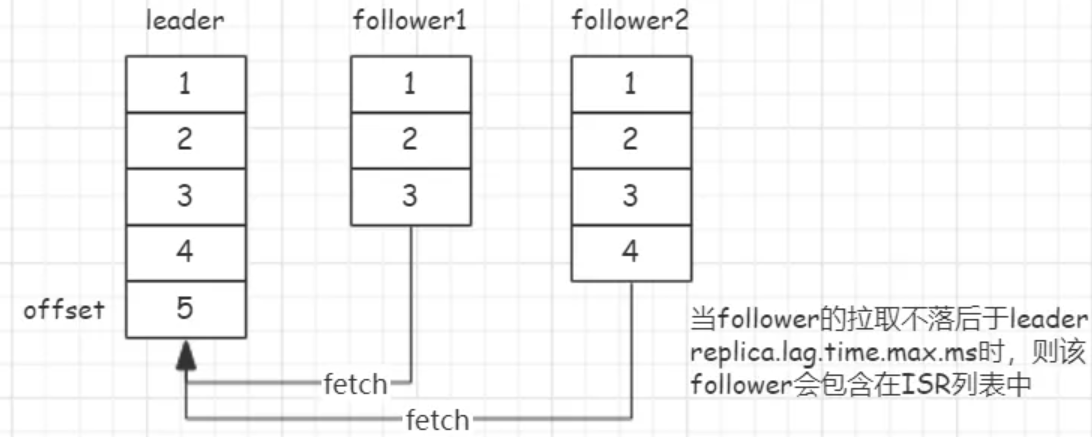 leader
follower1
follower2
1
1
1
2
2
2
3
3
3
4
4
offset
5
当follower的拉取不落后于leader
replica.lag.time.max.ms时，则该
follower会包含在ISR列表中
fetch
fetch